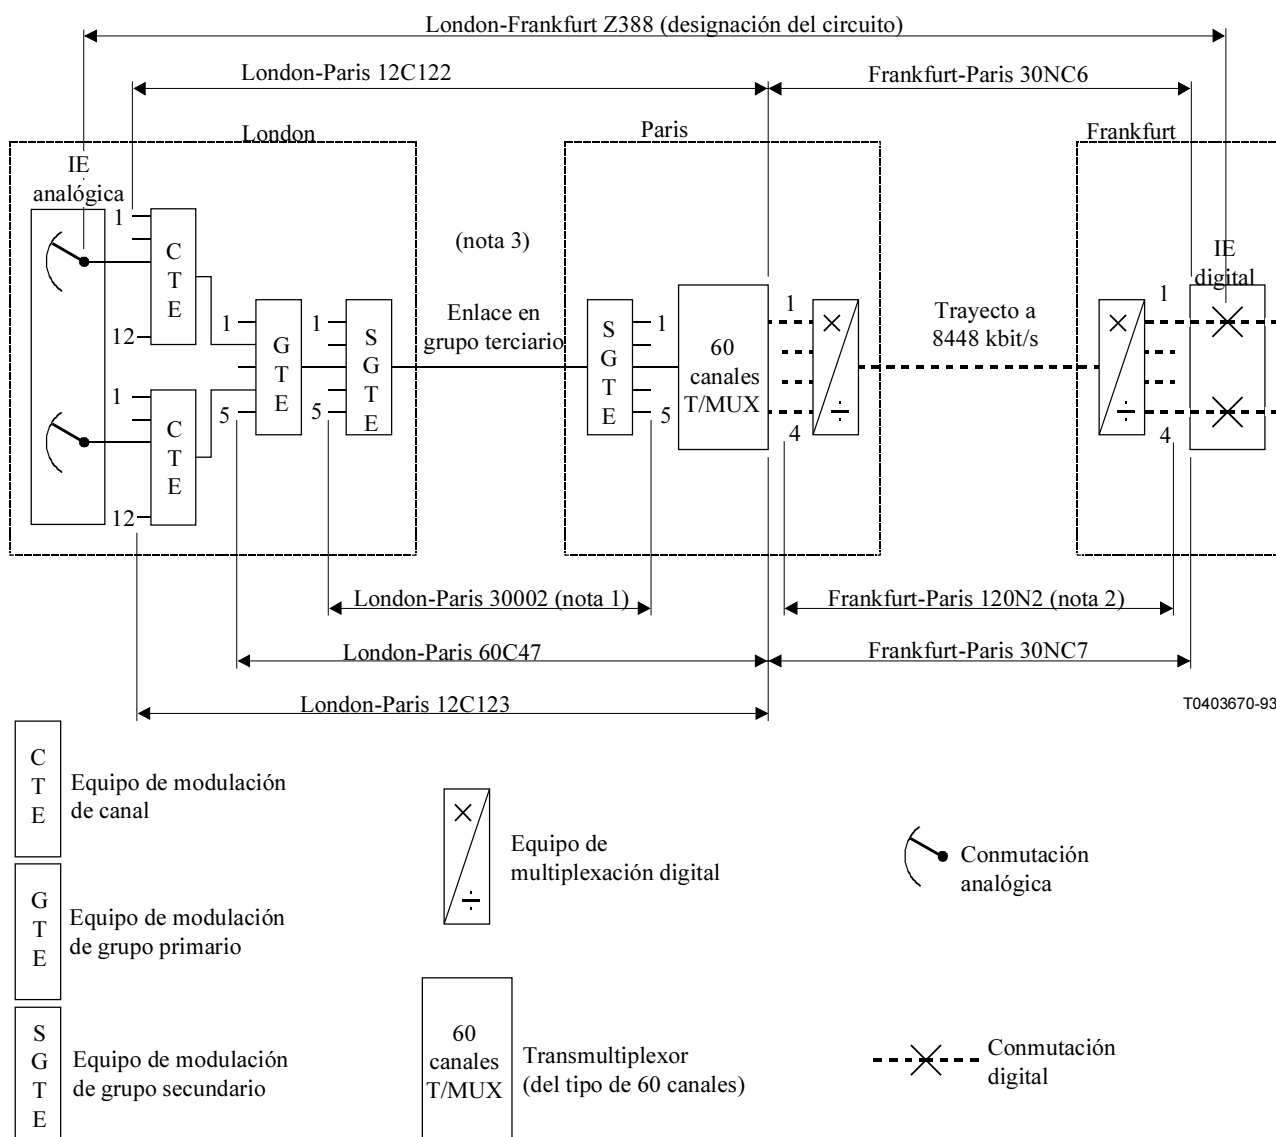 London-Frankfurt Z388 (designación del circuito)
London-Paris 12C122
Frankfurt-Paris 30NC6
London
Paris
Frankfurt
IE
analógica
1
12
C
T
E
1
12
C
T
E
1
5
G
T
E
1
5
S
G
T
E
(nota 3)
Enlace en
grupo terciario
S
G
T
E
1
5
60
canales
T/MUX
1
4
×
÷
Trayecto a
8448 kbit/s
×
÷
1
4
IE
digital
London-Paris 30002 (nota 1)
Frankfurt-Paris 120N2 (nota 2)
London-Paris 60C47
Frankfurt-Paris 30NC7
London-Paris 12C123
T0403670-93
C
T
E
Equipo de modulación
de canal
G
T
E
Equipo de modulación
de grupo primario
S
G
T
E
Equipo de modulación
de grupo secundario
×
÷
Equipo de
multiplexación digital
60
canales
T/MUX
Transmultiplexor
(del tipo de 60 canales)
Conmutación
analógica
Conmutación
digital